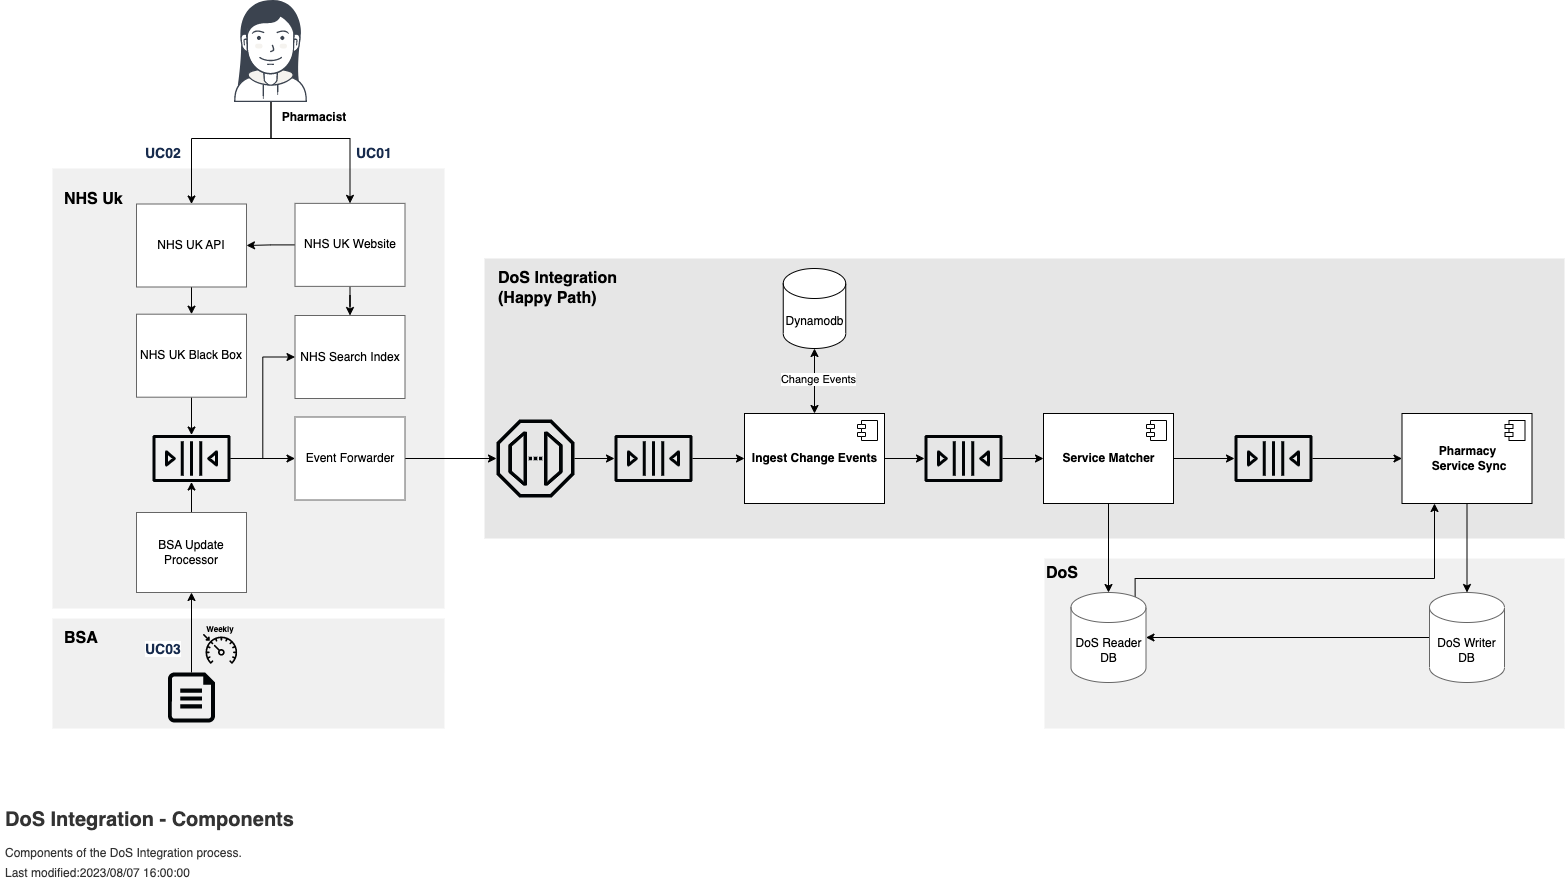 Pharmacist
UC02
UC01
NHS Uk
NHS UK API
NHS UK Website
NHS UK Black Box
NHS Search Index
Event Forwarder
BSA Update
Processor
BSA
UC03
Weekly
DoS Integration
(Happy Path)
Dynamodb
Change Events
Ingest Change Events
Service Matcher
Pharmacy
Service Sync
DoS
DoS Reader
DB
DoS Writer
DB
DoS Integration - Components
Components of the DoS Integration process.
Last modified:2023/08/07 16:00:00